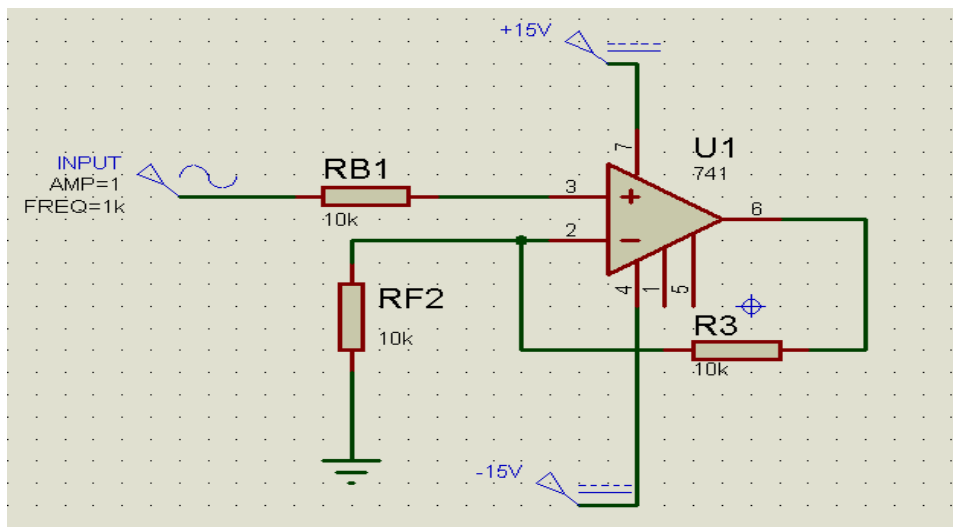 +15V
7
U1
741
INPUT
AMP=1
FREQ=1k
RB1
10k
3
+
2
−
6
4
1
5
RF2
10k
R3
10k
-15V